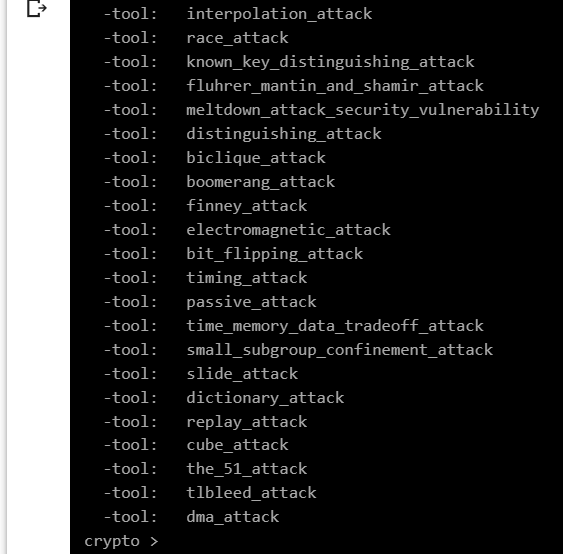 -tool: interpolation_attack
-tool: race_attack
-tool: known_key_distinguishing_attack
-tool: fluhrer_mantin_and_shamir_attack
-tool: meltdown_attack_security_vulnerability
-tool: distinguishing_attack
-tool: biclique_attack
-tool: boomerang_attack
-tool: finney_attack
-tool: electromagnetic_attack
-tool: bit_flipping_attack
-tool: timing_attack
-tool: passive_attack
-tool: time_memory_data_tradeoff_attack
-tool: small_subgroup_confinement_attack
-tool: slide_attack
-tool: dictionary_attack
-tool: replay_attack
-tool: cube_attack
-tool: the_51_attack
-tool: tlbleed_attack
-tool: dma_attack
crypto >